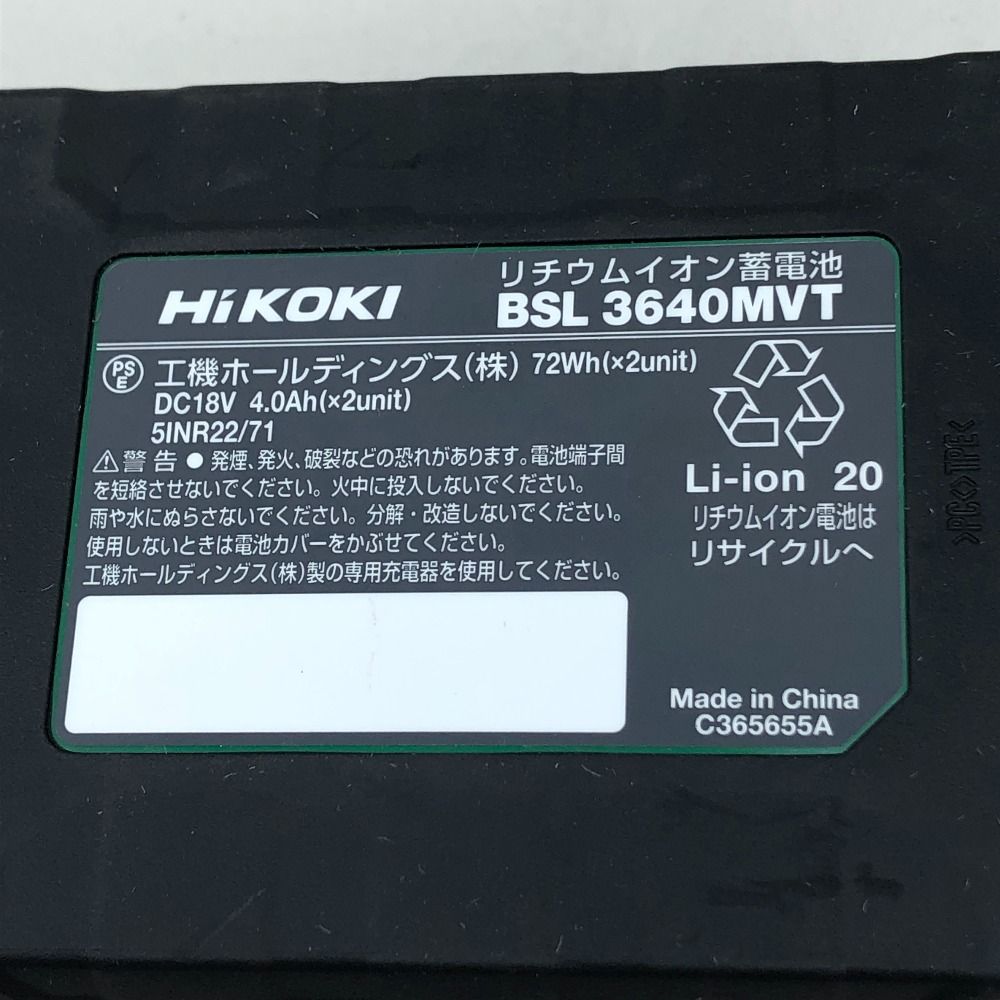 リチウムイオン蓄電池
HiKOKI BSL 3640MVT
PSE 工機ホールディングス(株) 72Wh(×2unit)
DC18V 4.0Ah(×2unit)
5INR22/71
⚠警告 ● 発煙、発火、破裂などの恐れがあります。電池端子間
を短絡させないでください。火中に投入しないでください。
雨や水にぬらさないでください。分解・改造しないでください。
使用しないときは電池カバーをかぶせてください。
工機ホールディングス(株)製の専用充電器を使用してください。
Li-ion 20
リチウムイオン電池は
リサイクルへ
Made in China
C365655A
>PC<>TPE<